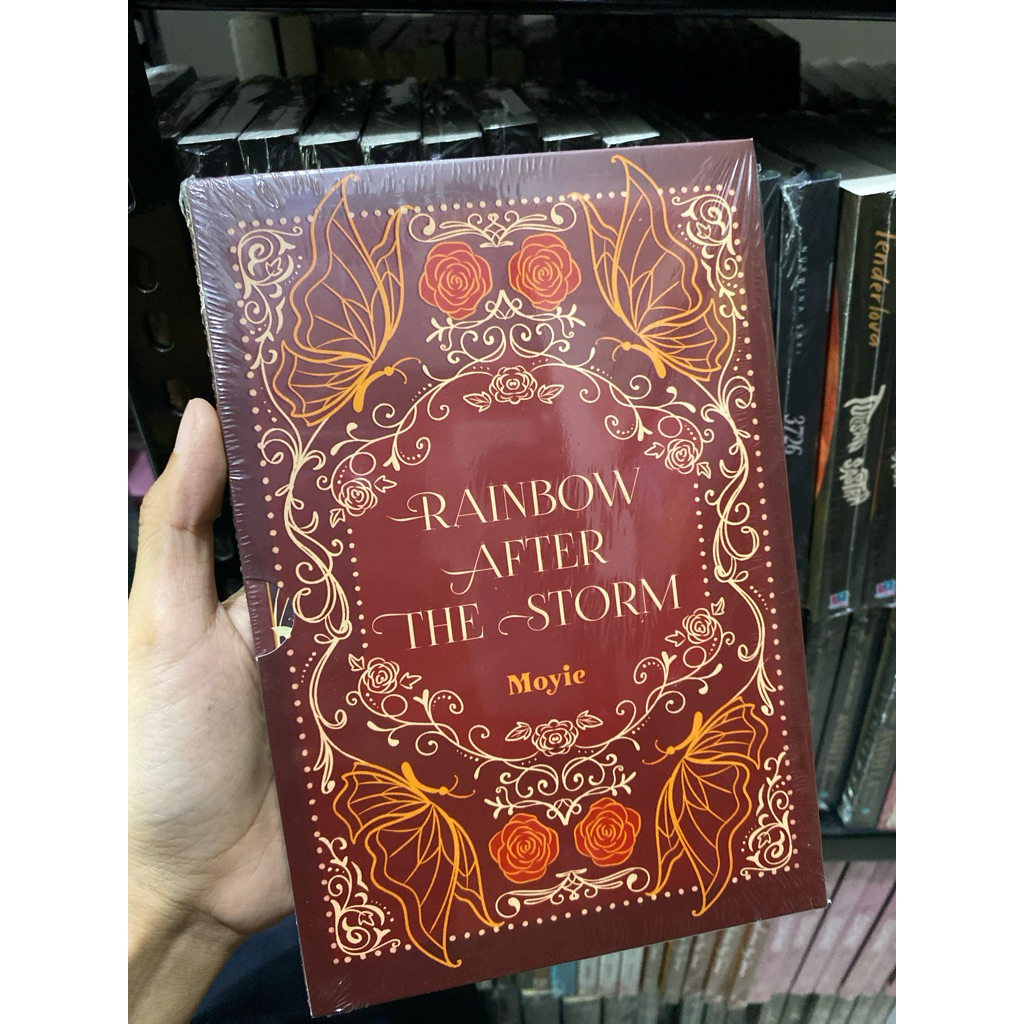 RAINBOW
AFTER
THE STORM
Moyie
Tenderlova
3726